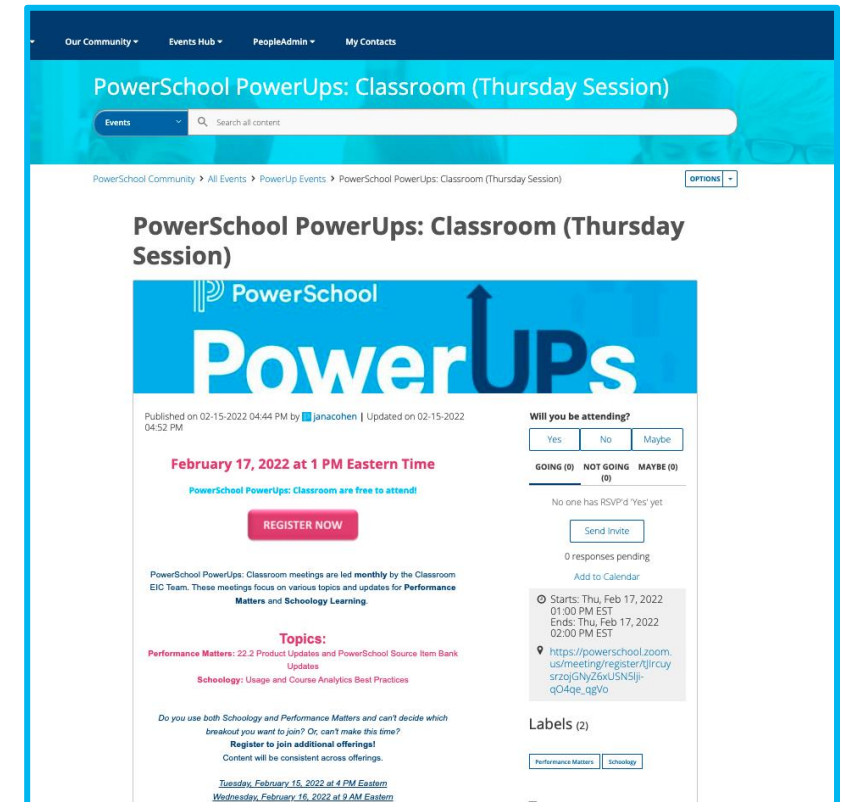 Our Community
Events Hub
PeopleAdmin
My Contacts
PowerSchool PowerUps: Classroom (Thursday Session)
Events
Search all content
PowerSchool Community > All Events > PowerUp Events > PowerSchool PowerUps: Classroom (Thursday Session)
OPTIONS
PowerSchool PowerUps: Classroom (Thursday
Session)
PowerSchool
PowerUPs
Published on 02-15-2022 04:44 PM by janacohen | Updated on 02-15-2022
04:52 PM
February 17, 2022 at 1 PM Eastern Time
PowerSchool PowerUps: Classroom are free to attend!
REGISTER NOW
PowerSchool PowerUps: Classroom meetings are led monthly by the Classroom
EIC Team. These meetings focus on various topics and updates for Performance
Matters and Schoology Learning.
Topics:
Performance Matters: 22.2 Product Updates and PowerSchool Source Item Bank
Updates
Schoology: Usage and Course Analytics Best Practices
Do you use both Schoology and Performance Matters and can't decide which
breakout you want to join? Or, can't make this time?
Register to join additional offerings!
Content will be consistent across offerings.
Tuesday, February 15, 2022 at 4 PM Eastern
Wednesday, February 16, 2022 at 9 AM Eastern
Will you be attending?
Yes
No
Maybe
GOING (0)
NOT GOING
(0)
MAYBE (0)
No one has RSVP'd 'Yes' yet
Send Invite
0 responses pending
Add to Calendar
Starts: Thu, Feb 17, 2022
01:00 PM EST
Ends: Thu, Feb 17, 2022
02:00 PM EST
https://powerschool.zoom.
us/meeting/register/tJIrcuy
srzojGNyZ6xUSN5lji-
qO4qe_qgVo
Labels (2)
Performance Matters
Schoology